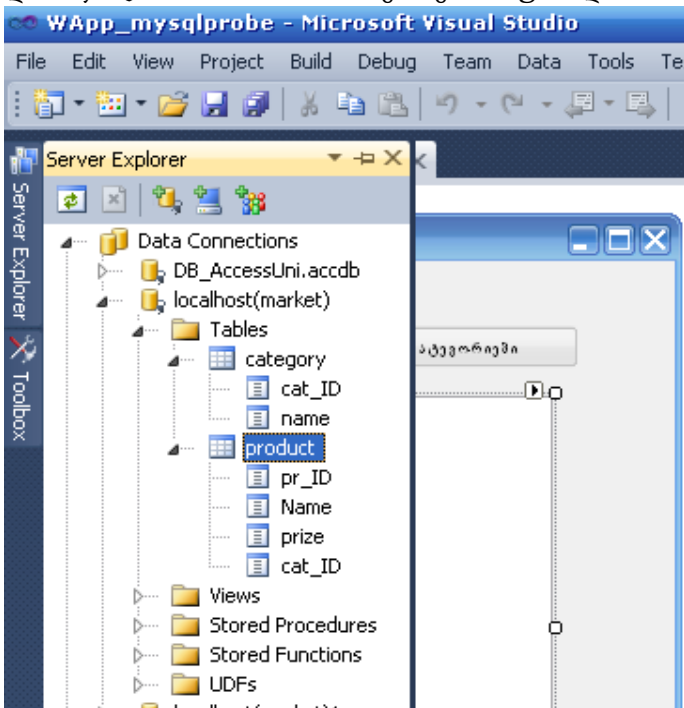 WApp_mysqlprobe - Microsoft Visual Studio
File Edit View Project Build Debug Team Data Tools Te
Server Explorer
Server Explorer
Toolbox
Data Connections
DB_AccessUni.accdb
localhost(market)
Tables
ატეგორიები
category
cat_ID
name
product
pr_ID
Name
prize
cat_ID
Views
Stored Procedures
Stored Functions
UDFs